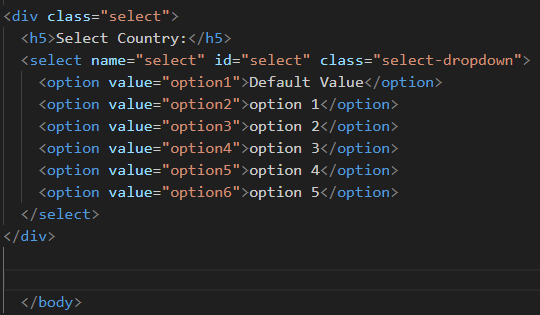 <div class="select">
<h5>Select Country:</h5>
<select name="select" id="select" class="select-dropdown">
<option value="option1">Default Value</option>
<option value="option2">option 1</option>
<option value="option3">option 2</option>
<option value="option4">option 3</option>
<option value="option5">option 4</option>
<option value="option6">option 5</option>
</select>
</div>
</body>